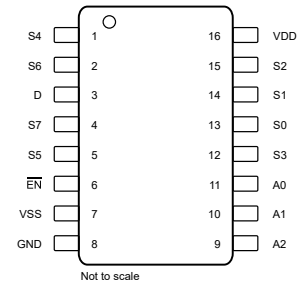 S4 1 16 VDD
S6 2 15 S2
D 3 14 S1
S7 4 13 S0
S5 5 12 S3
EN 6 11 A0
VSS 7 10 A1
GND 8 9 A2
Not to scale